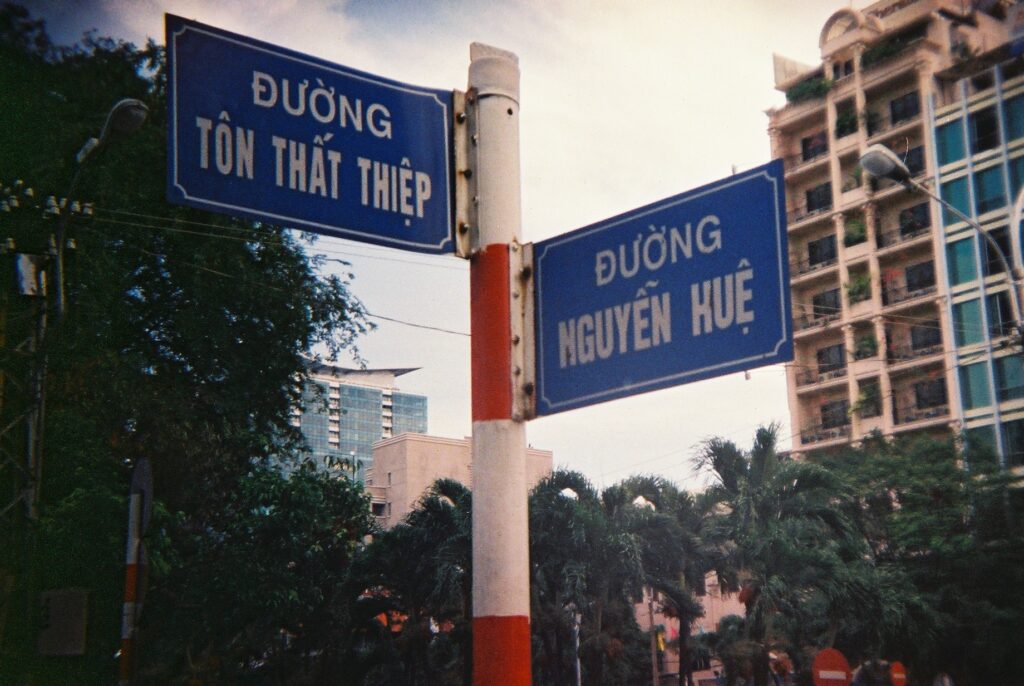 ĐƯỜNG
TÔN THẤT THIỆP
ĐƯỜNG
NGUYỄN HUỆ